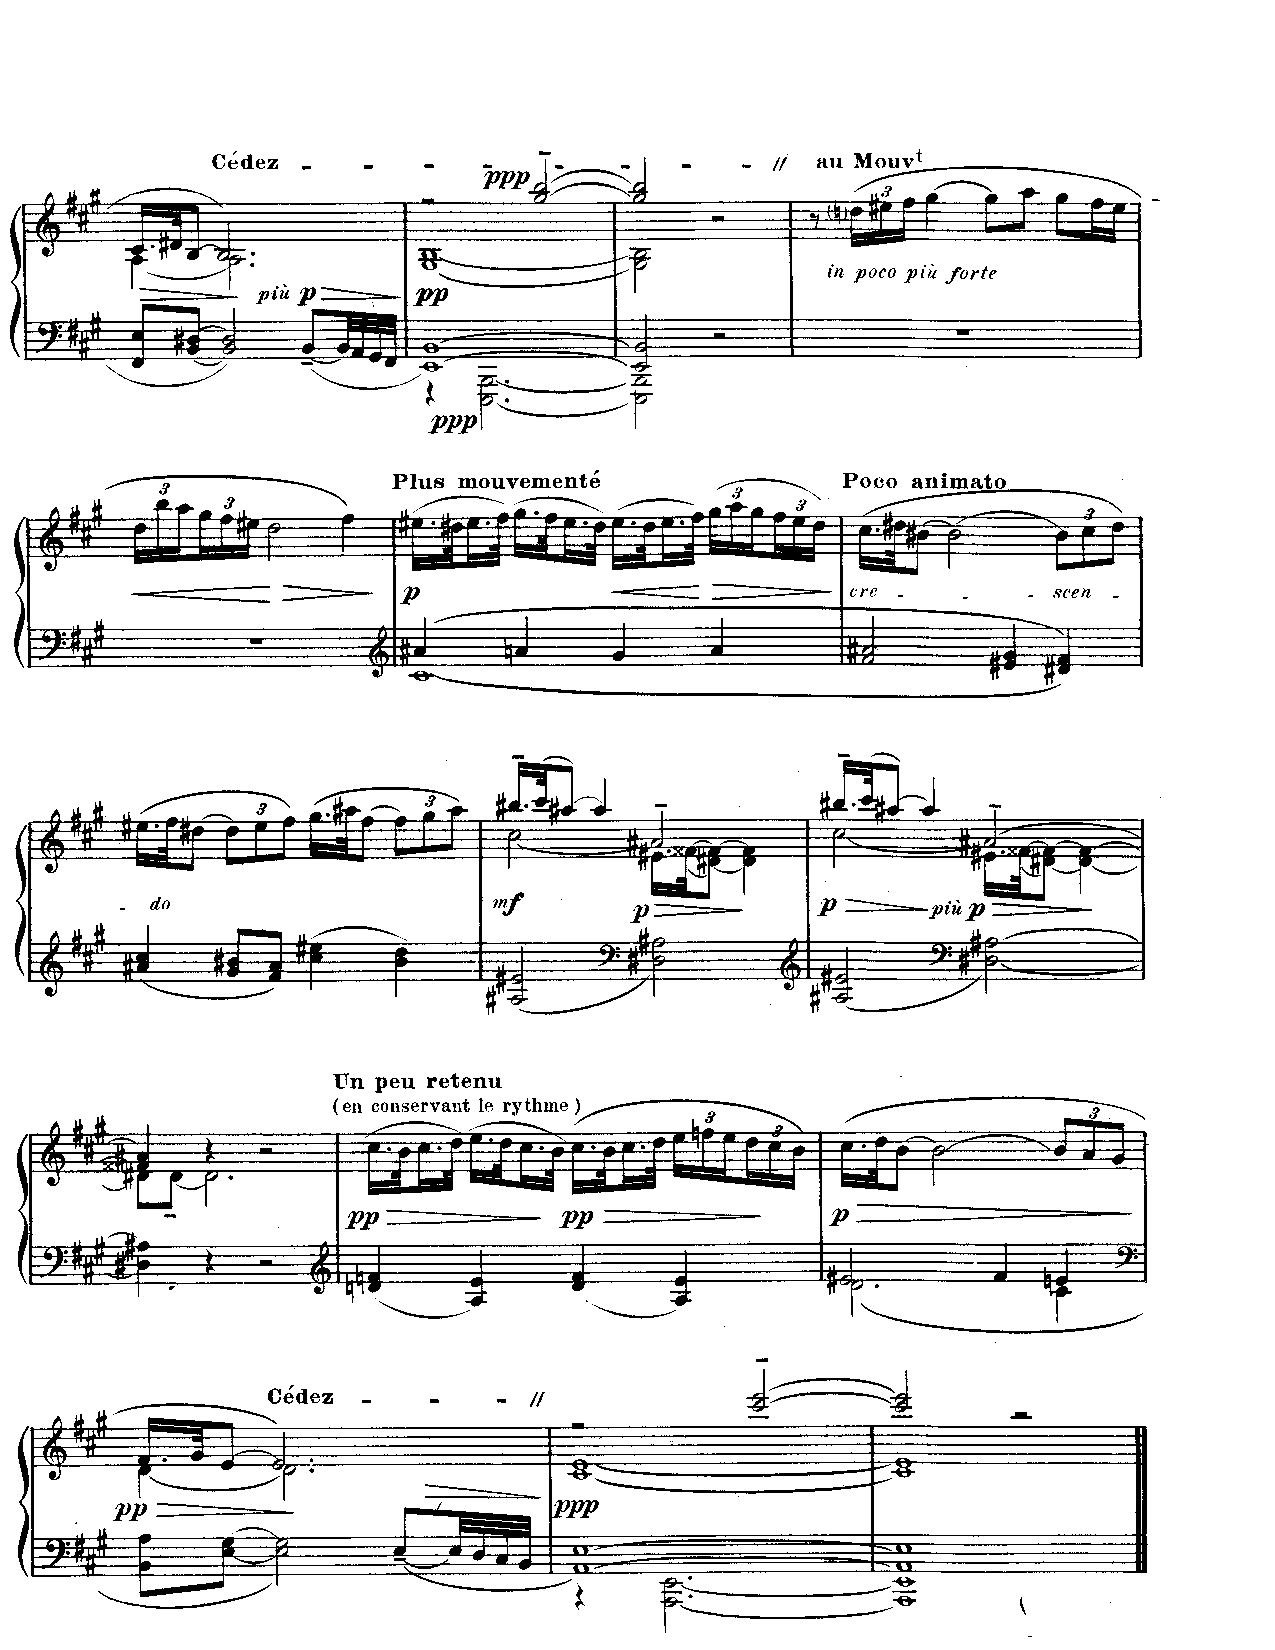 Cédez - - - - - - // au Mouvt
ppp
3
in poco più forte
più p
pp
ppp
Plus mouvementé
Poco animato
3 3 3 3 3
p
cre - - scen -
3 3
- do
mf p p più p
Un peu retenu
(en conservant le rythme)
3 3 3
pp pp p
Cédez - - - //
pp
ppp